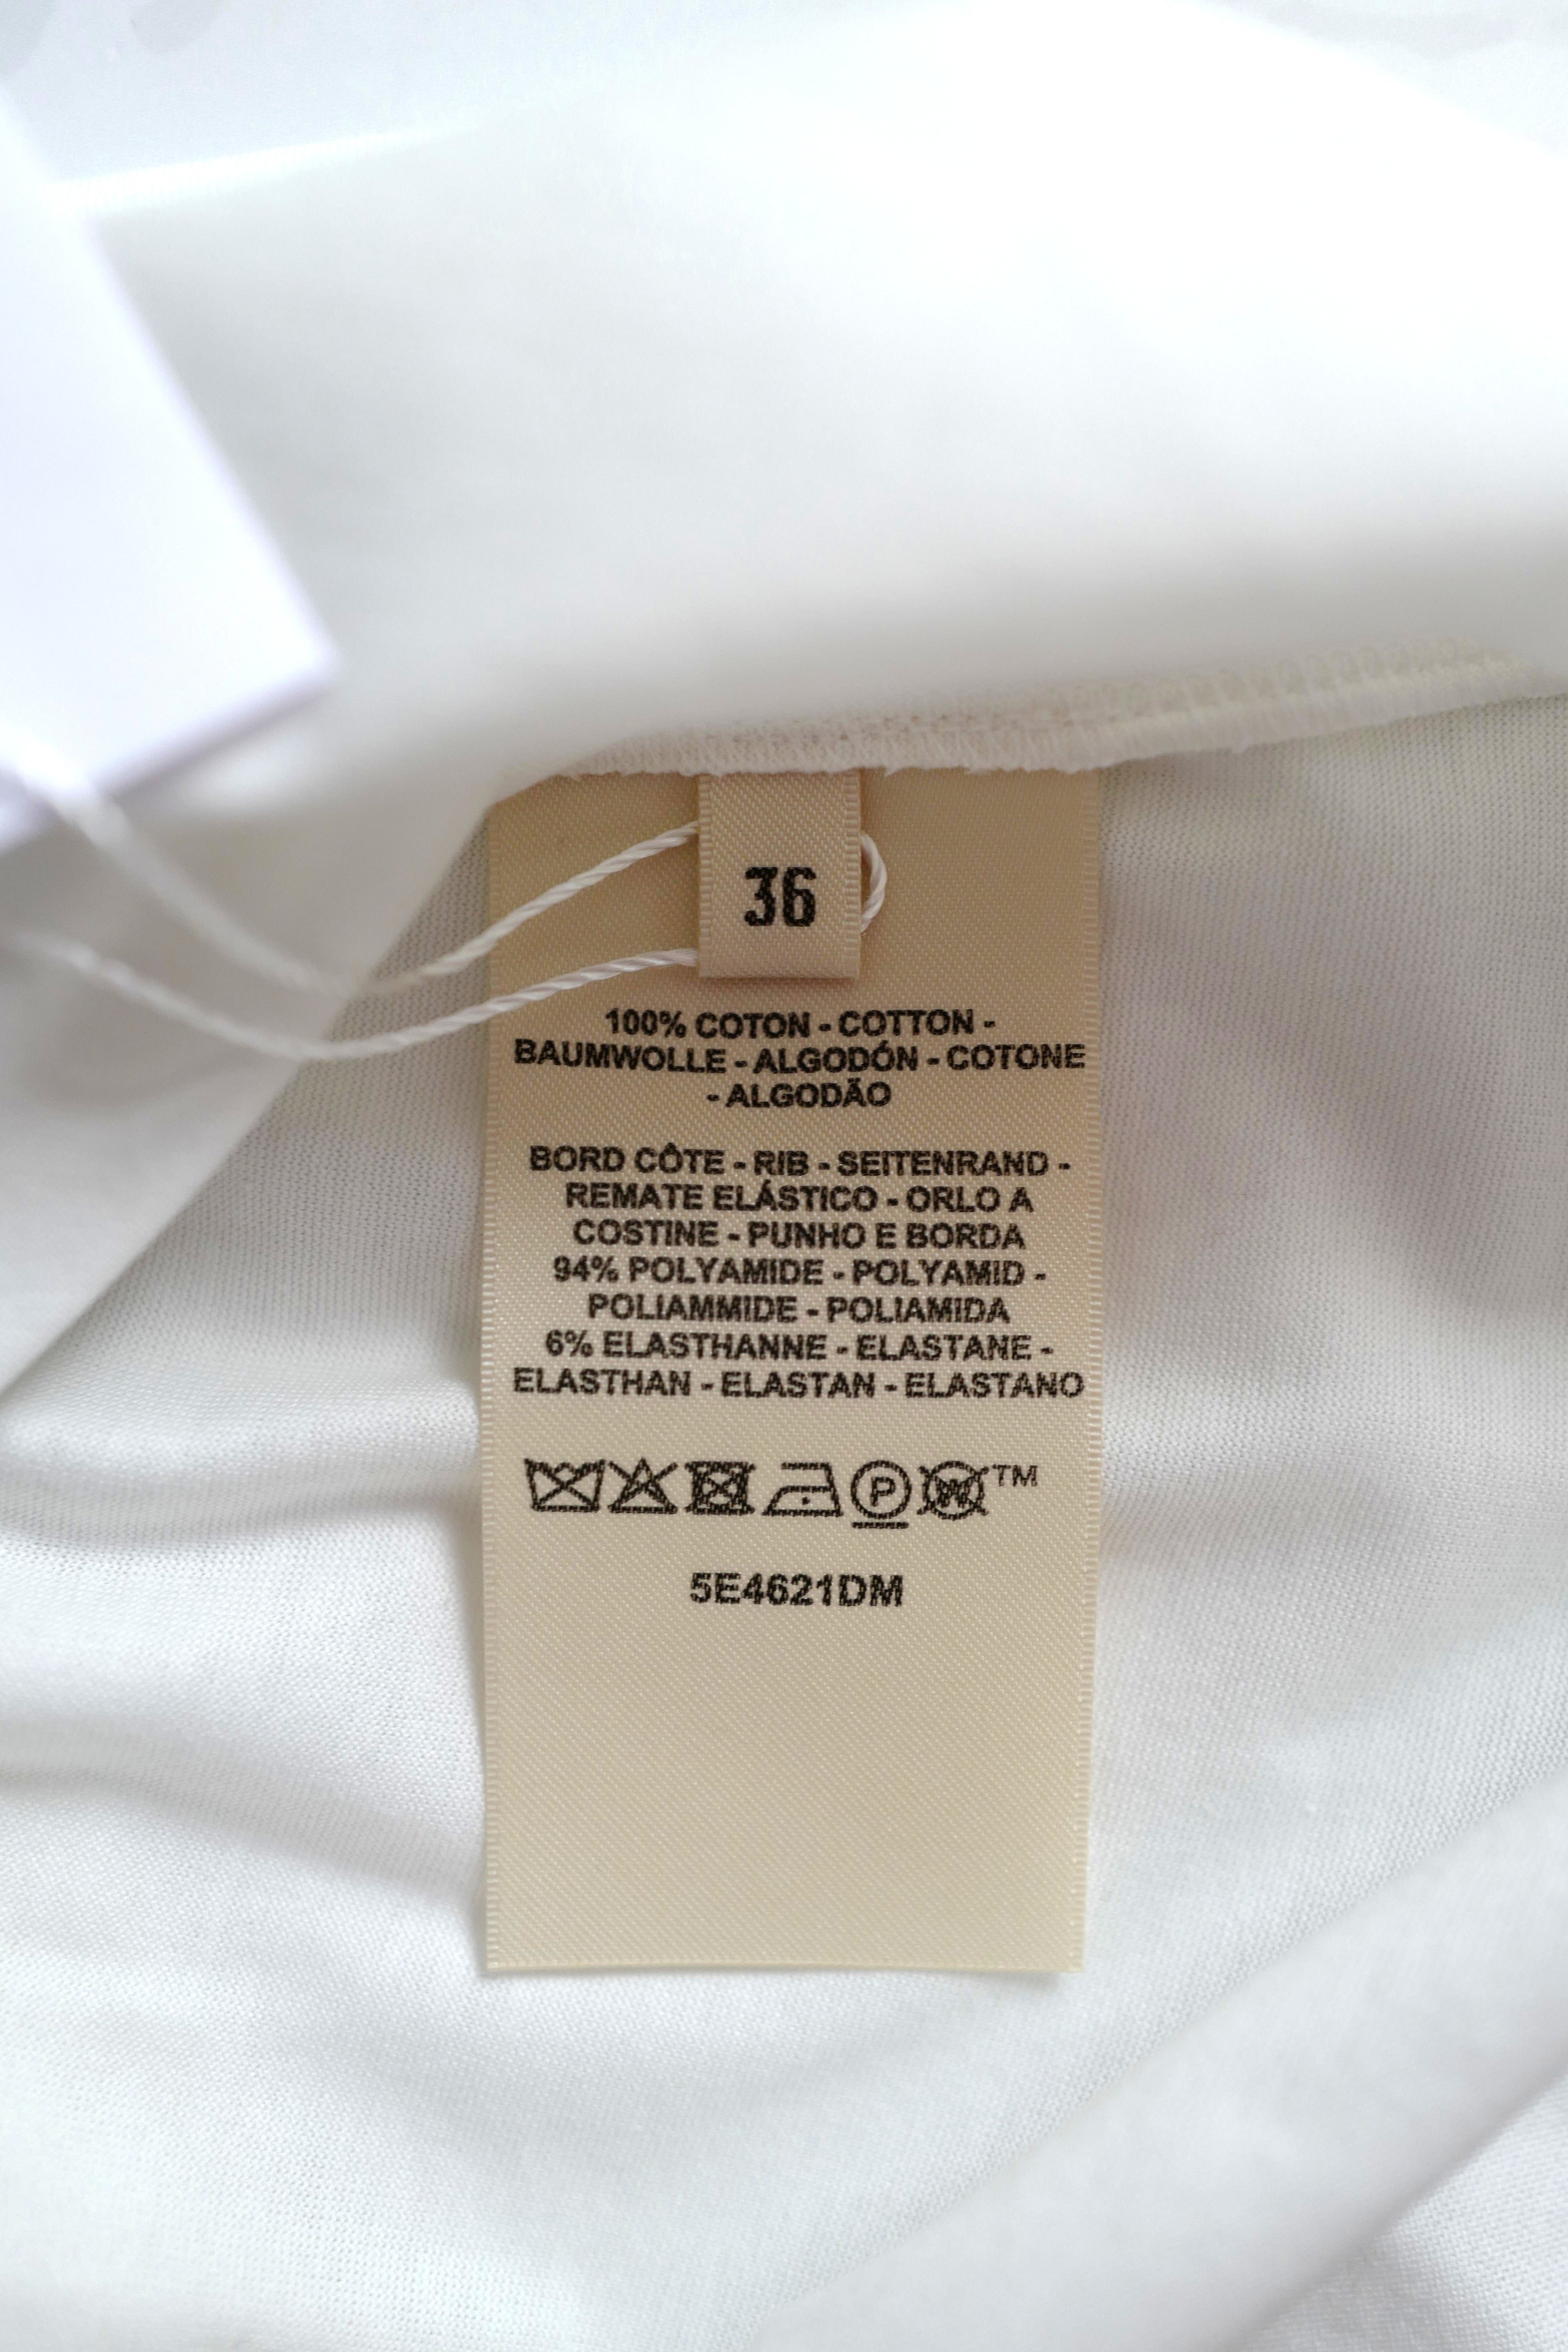 36
100% COTON - COTTON -
BAUMWOLLE - ALGODÓN - COTONE
- ALGODÃO
BORD CÔTE - RIB - SEITENRAND -
REMATE ELÁSTICO - ORLO A
COSTINE - PUNHO E BORDA
94% POLYAMIDE - POLYAMID -
POLIAMMIDE - POLIAMIDA
6% ELASTHANNE - ELASTANE -
ELASTHAN - ELASTAN - ELASTANO
P W TM
5E4621DM